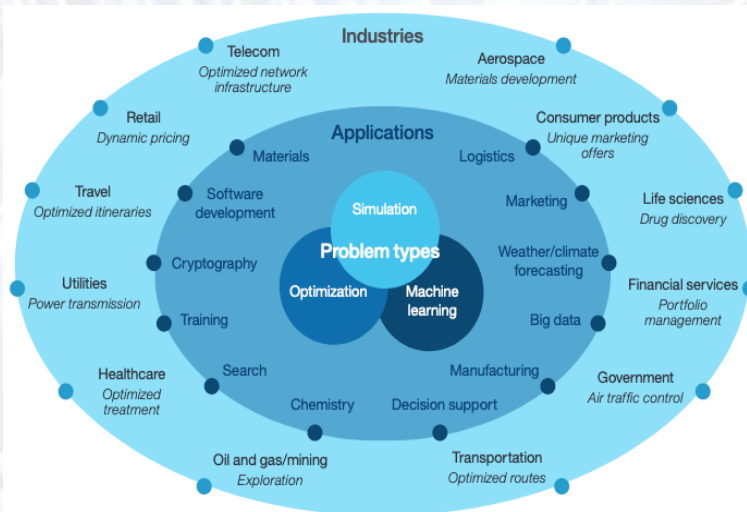 Industries
Telecom
Optimized network
infrastructure
Aerospace
Materials development
Retail
Dynamic pricing
Consumer products
Unique marketing
offers
Travel
Optimized itineraries
Life sciences
Drug discovery
Utilities
Power transmission
Financial services
Portfolio
management
Healthcare
Optimized
treatment
Government
Air traffic control
Oil and gas/mining
Exploration
Transportation
Optimized routes
Applications
Materials
Logistics
Software
development
Marketing
Cryptography
Weather/climate
forecasting
Training
Big data
Search
Manufacturing
Chemistry
Decision support
Simulation
Problem types
Optimization
Machine
learning